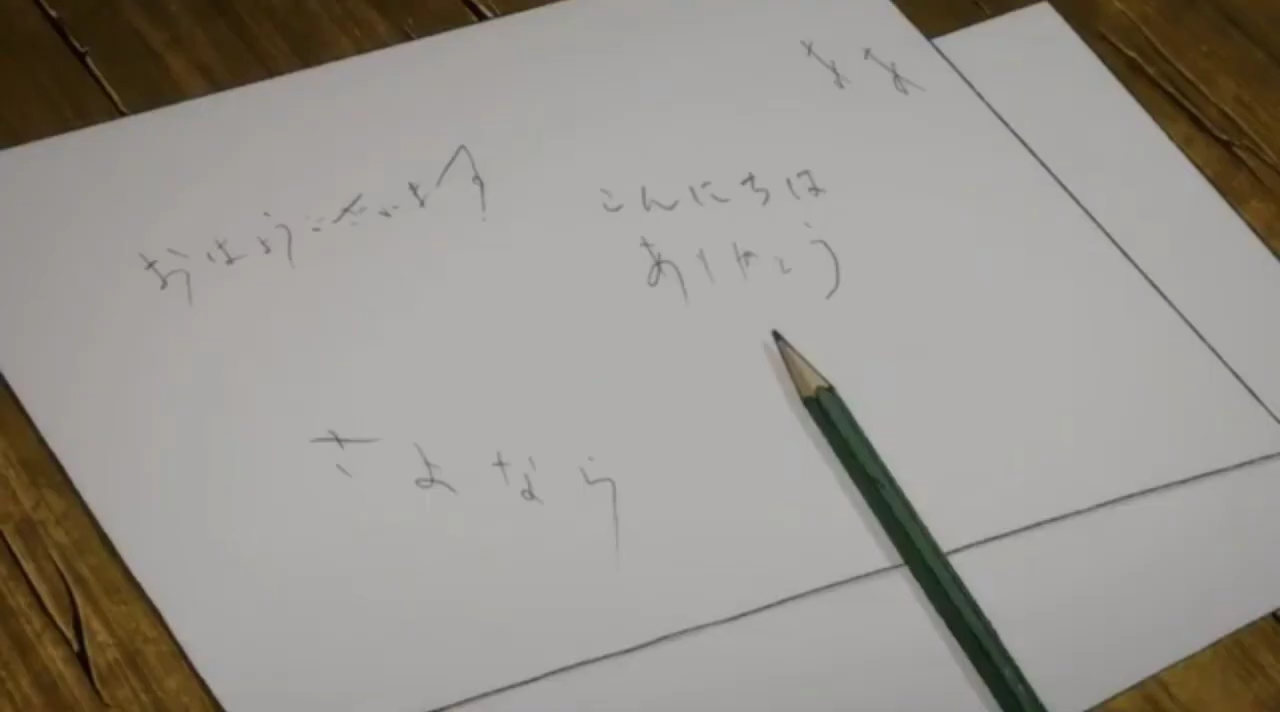 おはようございます
こんにちは
ありがとう
さよなら